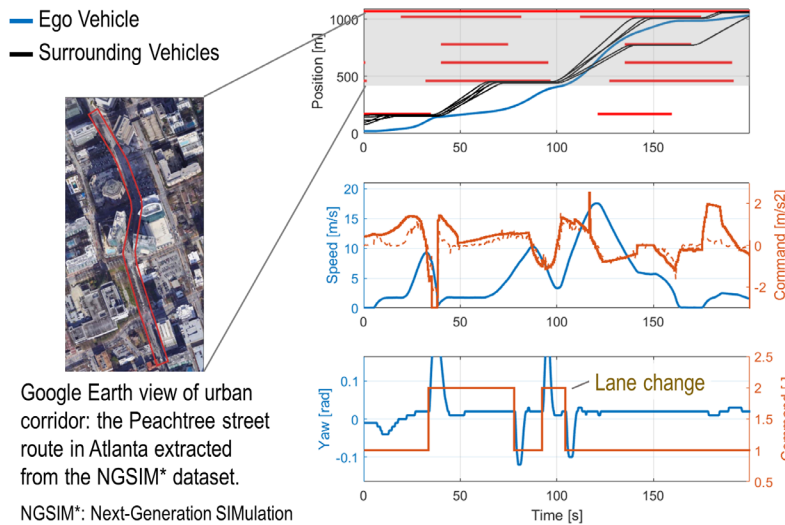 Ego Vehicle
Surrounding Vehicles
Position [m]
1000
500
0
0
50
100
150
Speed [m/s]
20
15
10
5
0
Command [m/s2]
2
0
-2
0
50
100
150
Yaw [rad]
0.1
0
-0.1
Lane change
2.5
2
1.5
1
0.5
0
50
100
150
Time [s]
Google Earth view of urban
corridor: the Peachtree street
route in Atlanta extracted
from the NGSIM* dataset.
NGSIM*: Next-Generation SIMulation